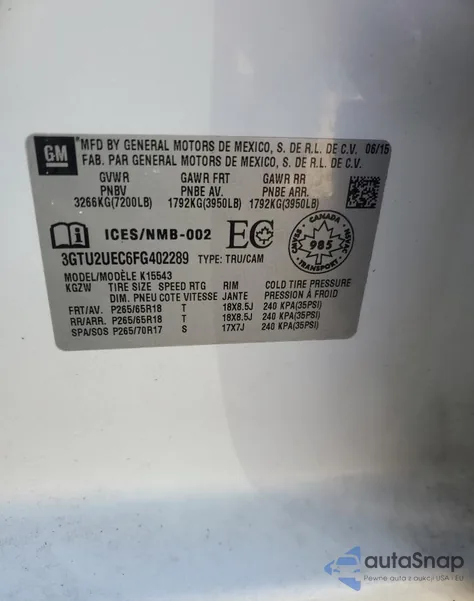 GM
*MFD BY GENERAL MOTORS DE MEXICO, S. DE R.L. DE C.V. 06/15
FAB. PAR GENERAL MOTORS DE MEXICO, S. DE R.L. DE C.V.
GVWR GAWR FRT GAWR RR
PNBV PNBE AV. PNBE ARR.
3266KG(7200LB) 1792KG(3950LB) 1792KG(3950LB)
ICES/NMB-002 EC CANADA CMVSS 985 NSVAC TRANSPORT
3GTU2UEC6FG402289 TYPE: TRU/CAM
MODEL/MODÈLE K15543
KGZW TIRE SIZE SPEED RTG RIM COLD TIRE PRESSURE
DIM. PNEU COTE VITESSE JANTE PRESSION À FROID
FRT/AV. P265/65R18 T 18X8.5J 240 KPA(35PSI)
RR/ARR. P265/65R18 T 18X8.5J 240 KPA(35PSI)
SPA/SOS P265/70R17 S 17X7J 240 KPA(35PSI)
autoSnap
Pewne auta z USA i EU